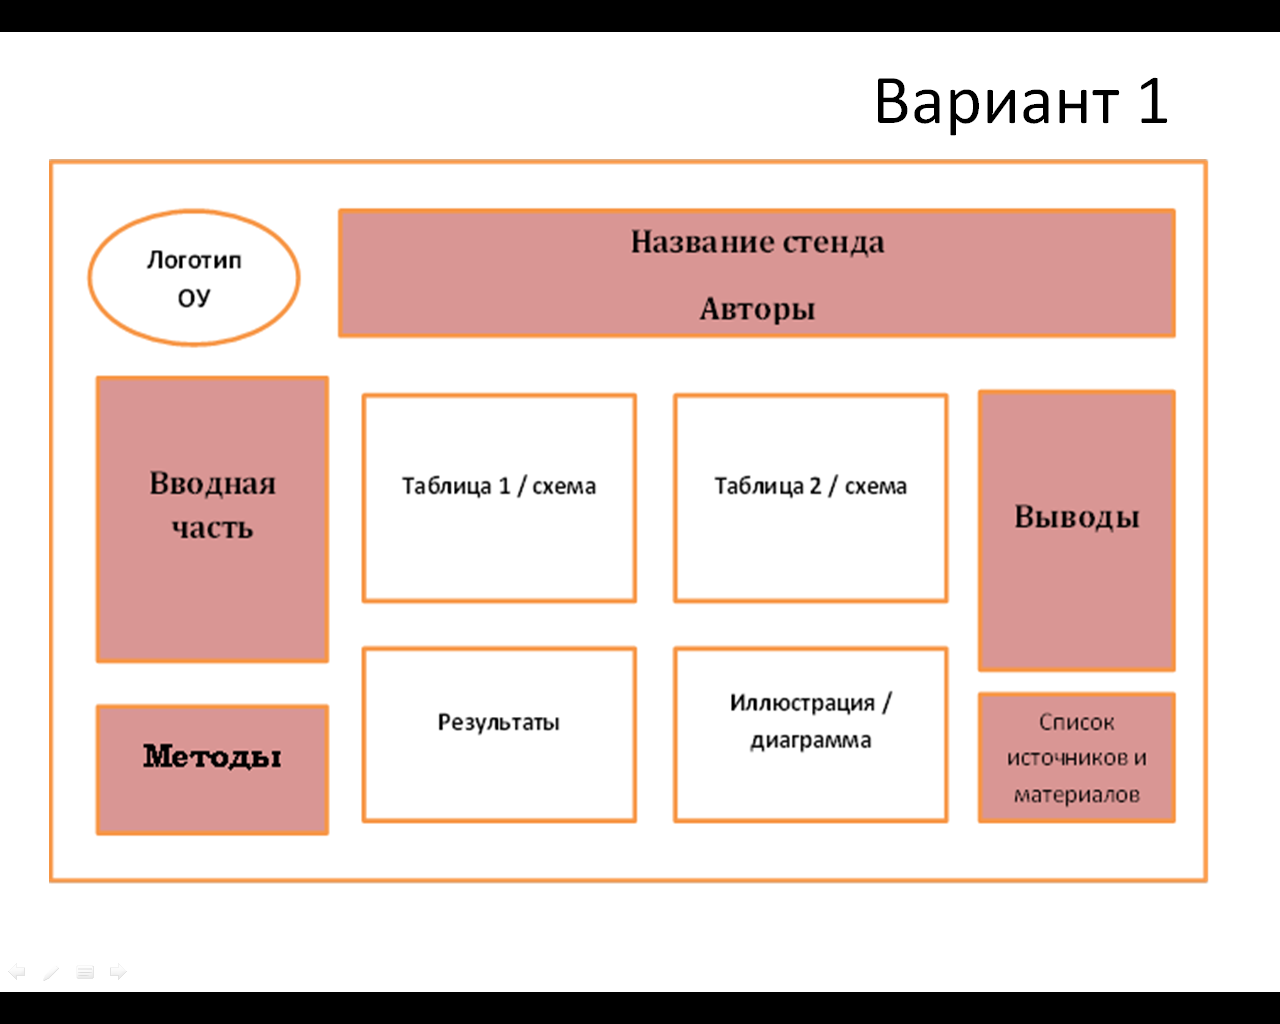 Вариант 1
Логотип
ОУ
Название стенда
Авторы
Вводная
часть
Таблица 1 / схема
Таблица 2 / схема
Выводы
Методы
Результаты
Иллюстрация /
диаграмма
Список
источников и
материалов